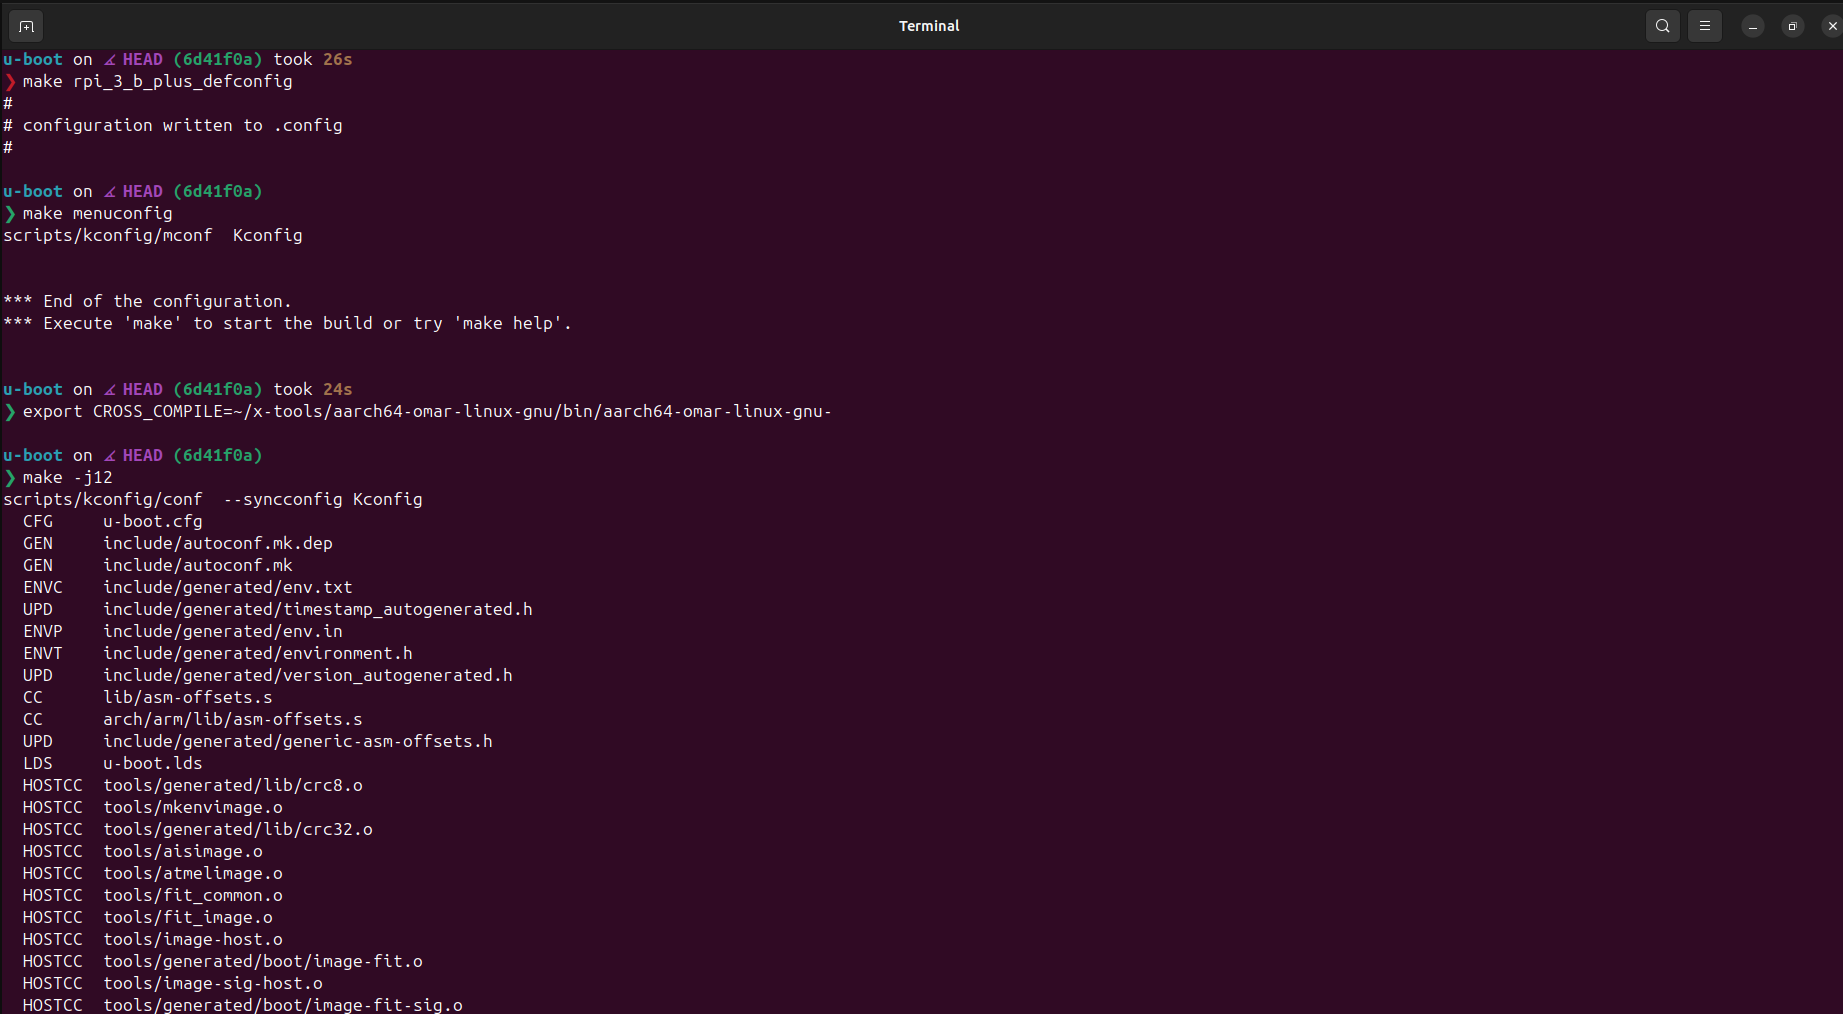 Terminal
u-boot on HEAD (6d41f0a) took 26s
❯ make rpi_3_b_plus_defconfig
#
# configuration written to .config
#
u-boot on HEAD (6d41f0a)
❯ make menuconfig
scripts/kconfig/mconf  Kconfig
*** End of the configuration.
*** Execute 'make' to start the build or try 'make help'.
u-boot on HEAD (6d41f0a) took 24s
❯ export CROSS_COMPILE=~/x-tools/aarch64-omar-linux-gnu/bin/aarch64-omar-linux-gnu-
u-boot on HEAD (6d41f0a)
❯ make -j12
scripts/kconfig/conf  --syncconfig Kconfig
  CFG     u-boot.cfg
  GEN     include/autoconf.mk.dep
  GEN     include/autoconf.mk
  ENVC    include/generated/env.txt
  UPD     include/generated/timestamp_autogenerated.h
  ENVP    include/generated/env.in
  ENVT    include/generated/environment.h
  UPD     include/generated/version_autogenerated.h
  CC      lib/asm-offsets.s
  CC      arch/arm/lib/asm-offsets.s
  UPD     include/generated/generic-asm-offsets.h
  LDS     u-boot.lds
  HOSTCC  tools/generated/lib/crc8.o
  HOSTCC  tools/mkenvimage.o
  HOSTCC  tools/generated/lib/crc32.o
  HOSTCC  tools/aisimage.o
  HOSTCC  tools/atmelimage.o
  HOSTCC  tools/fit_common.o
  HOSTCC  tools/fit_image.o
  HOSTCC  tools/image-host.o
  HOSTCC  tools/generated/boot/image-fit.o
  HOSTCC  tools/image-sig-host.o
  HOSTCC  tools/generated/boot/image-fit-sig.o